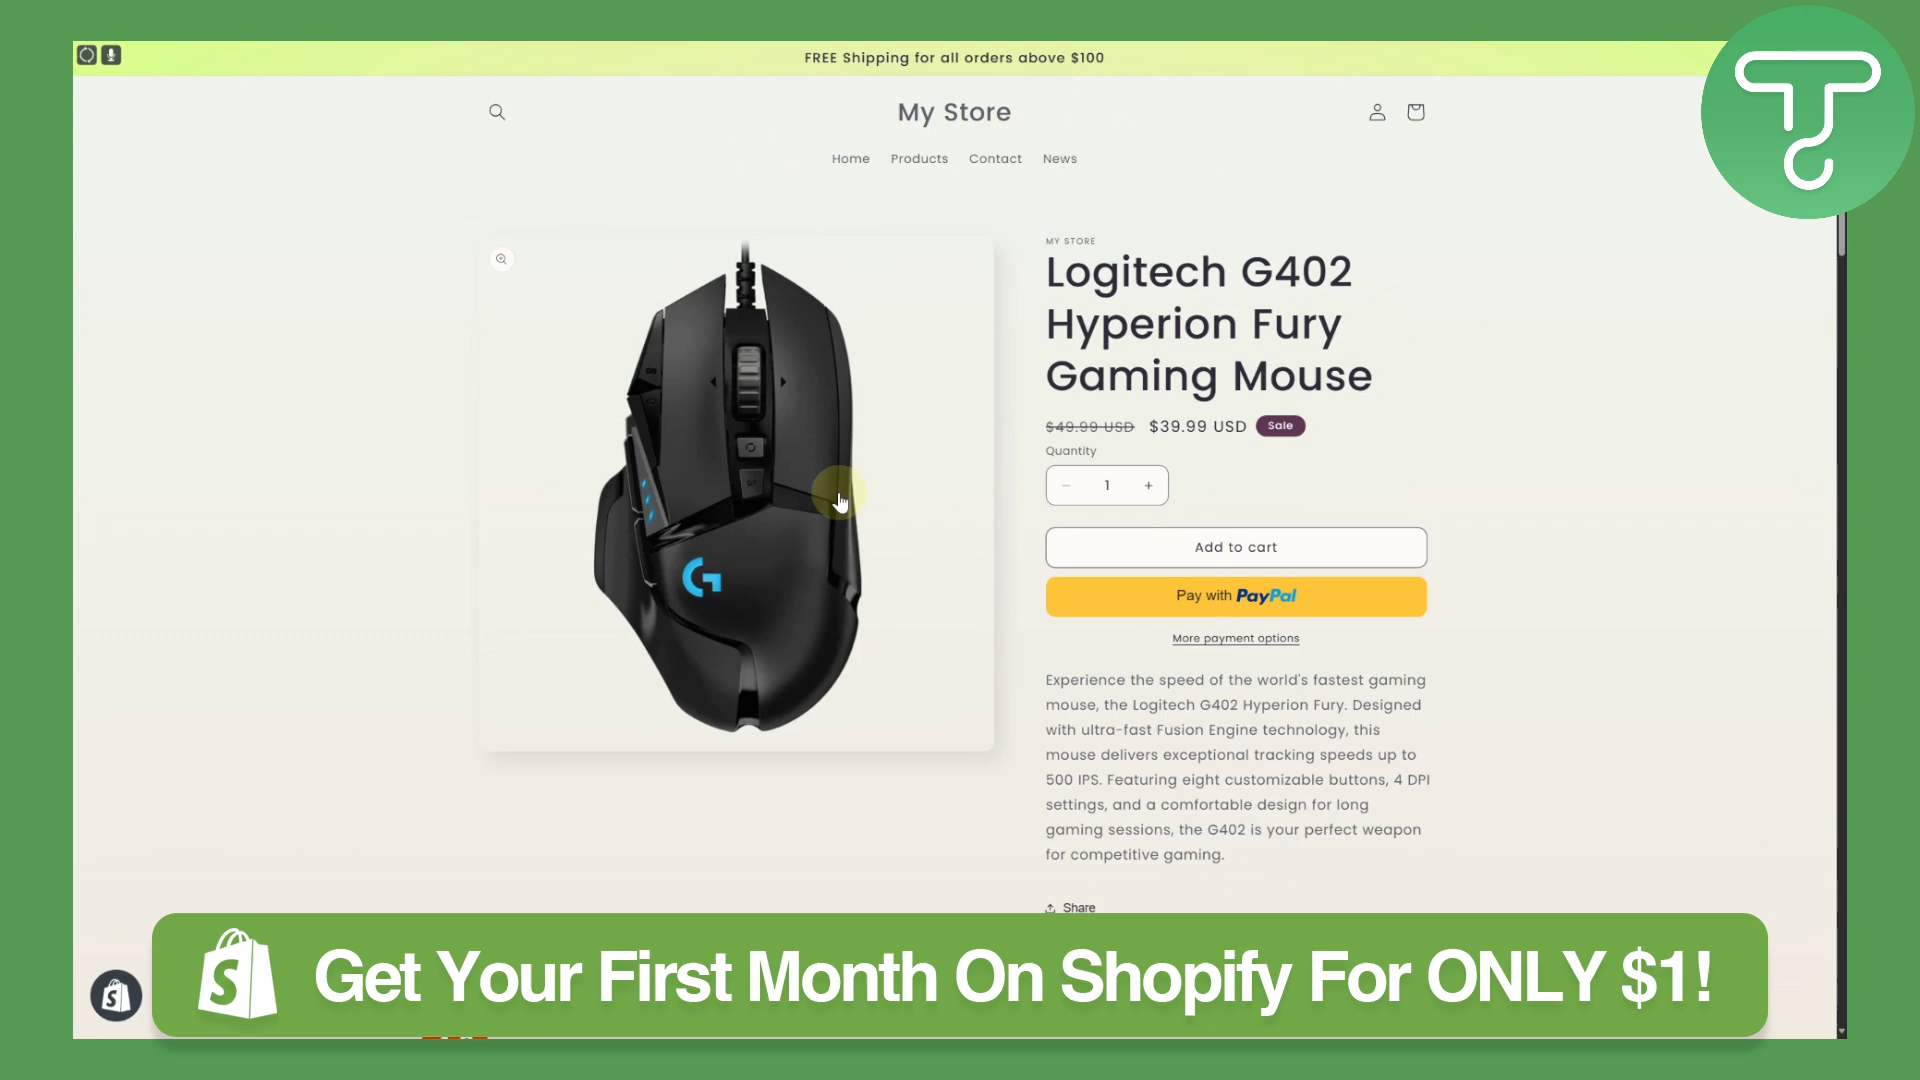 FREE Shipping for all orders above $100
My Store
Home Products Contact News
MY STORE
Logitech G402
Hyperion Fury
Gaming Mouse
$49.99 USD $39.99 USD Sale
Quantity
− 1 +
Add to cart
Pay with PayPal
More payment options
Experience the speed of the world's fastest gaming
mouse, the Logitech G402 Hyperion Fury. Designed
with ultra-fast Fusion Engine technology, this
mouse delivers exceptional tracking speeds up to
500 IPS. Featuring eight customizable buttons, 4 DPI
settings, and a comfortable design for long
gaming sessions, the G402 is your perfect weapon
for competitive gaming.
Share
Get Your First Month On Shopify For ONLY $1!